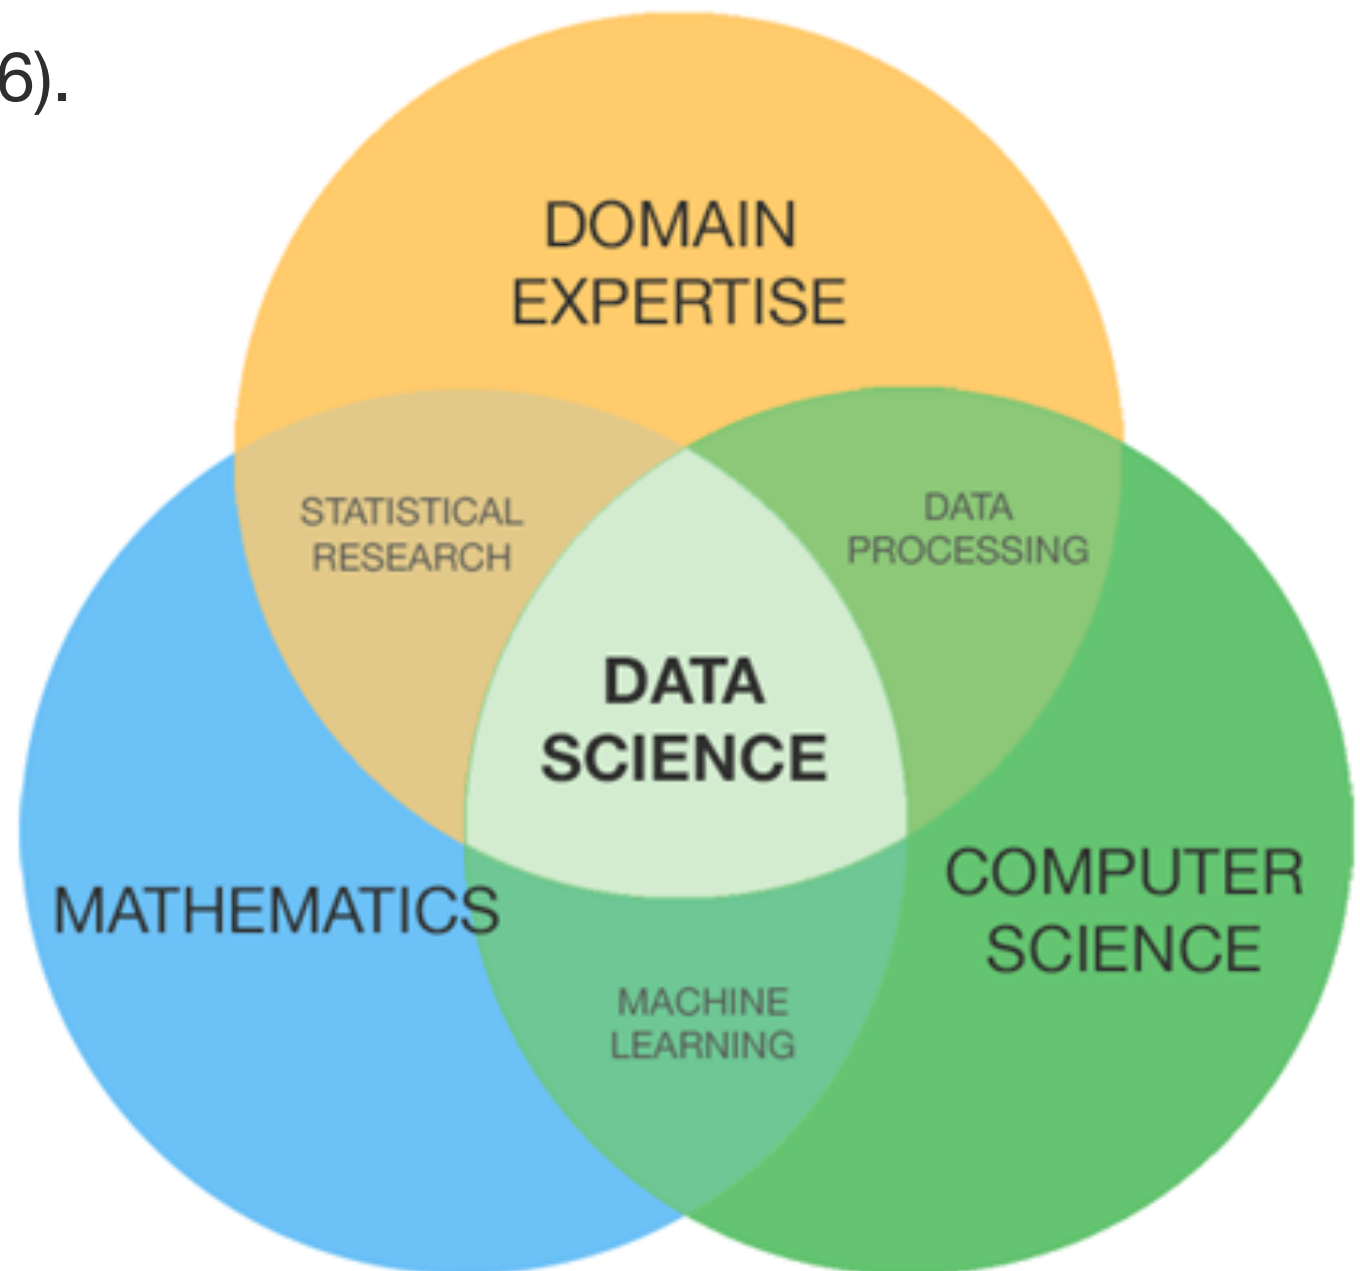 6).
DOMAIN
EXPERTISE
STATISTICAL
RESEARCH
DATA
PROCESSING
DATA
SCIENCE
MATHEMATICS
COMPUTER
SCIENCE
MACHINE
LEARNING